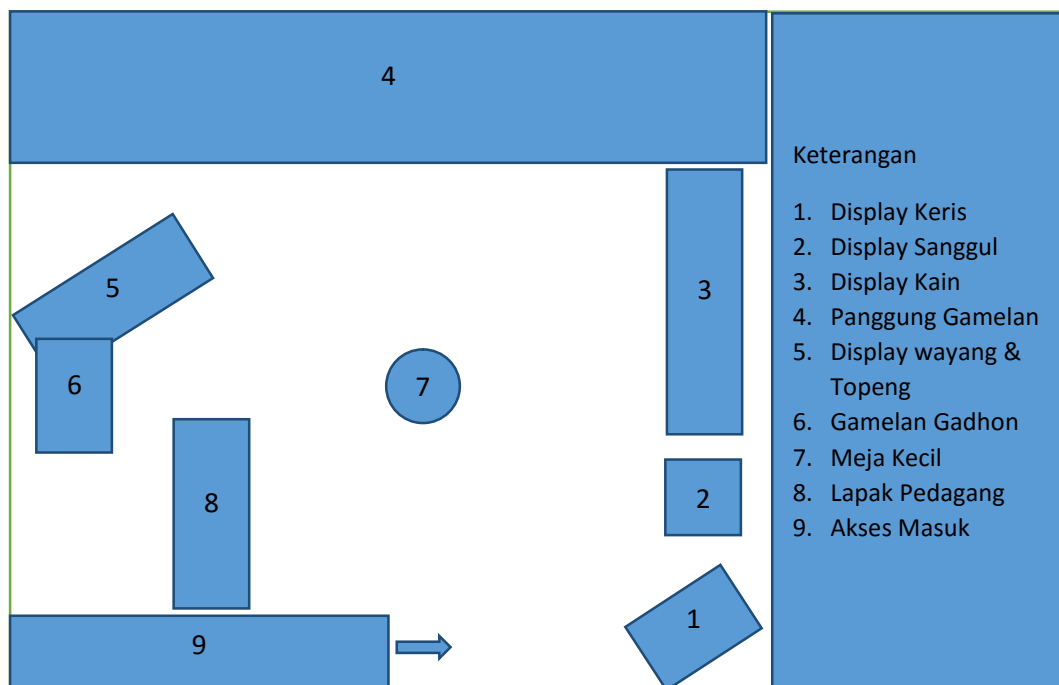 4
Keterangan
1. Display Keris
2. Display Sanggul
3. Display Kain
4. Panggung Gamelan
5. Display wayang &
Topeng
6. Gamelan Gadhon
7. Meja Kecil
8. Lapak Pedagang
9. Akses Masuk
5
3
6
7
8
2
1
9